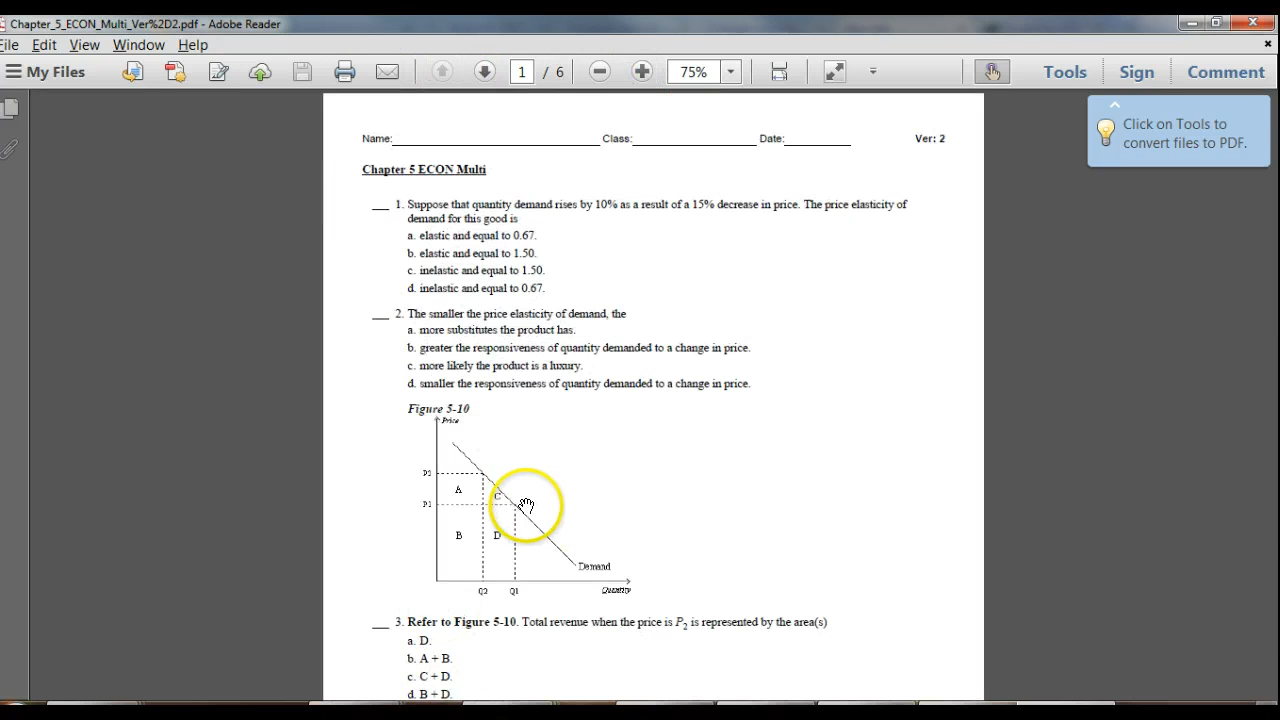 Chapter_5_ECON_Multi_Ver%2D2.pdf - Adobe Reader
File Edit View Window Help
My Files 1 / 6 75% Tools Sign Comment
Click on Tools to
convert files to PDF.
Name: Class: Date: Ver: 2
Chapter 5 ECON Multi
1. Suppose that quantity demand rises by 10% as a result of a 15% decrease in price. The price elasticity of
demand for this good is
a. elastic and equal to 0.67.
b. elastic and equal to 1.50.
c. inelastic and equal to 1.50.
d. inelastic and equal to 0.67.
2. The smaller the price elasticity of demand, the
a. more substitutes the product has.
b. greater the responsiveness of quantity demanded to a change in price.
c. more likely the product is a luxury.
d. smaller the responsiveness of quantity demanded to a change in price.
Figure 5-10
Price
P2
A
C
P1
B
D
Demand
Q2 Q1 Quantity
3. Refer to Figure 5-10. Total revenue when the price is P2 is represented by the area(s)
a. D.
b. A + B.
c. C + D.
d. B + D.